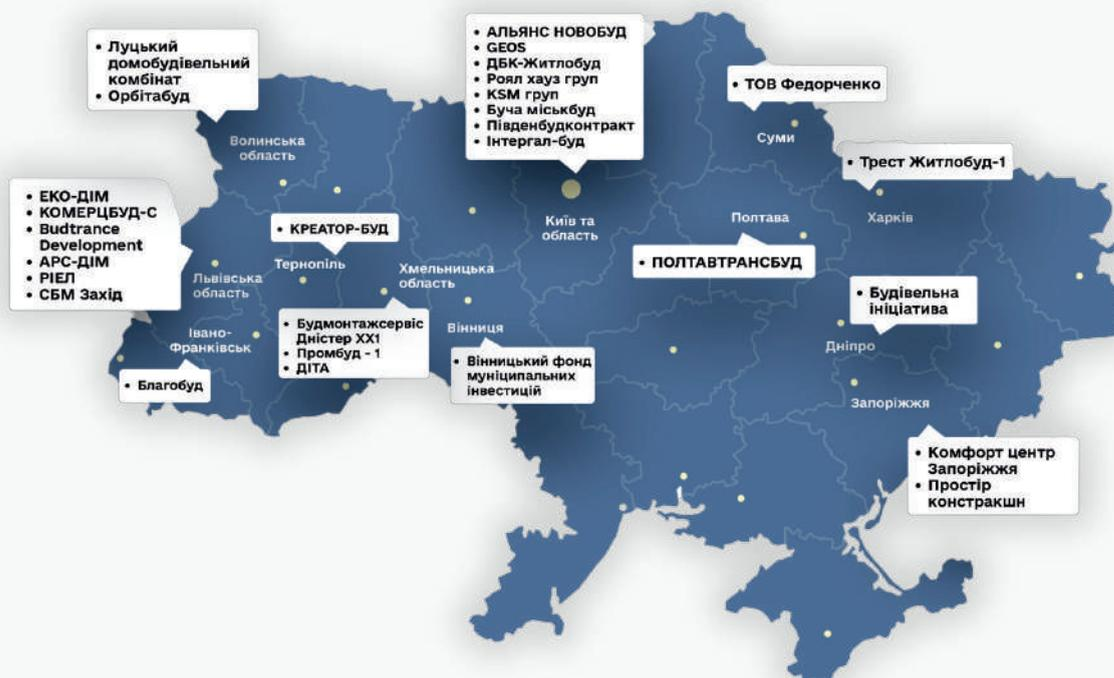 • Луцький
домобудівельний
комбінат
• Орбітабуд
• АЛЬЯНС НОВОБУД
• GEOS
• ДБК-Житлобуд
• Роял хауз груп
• KSM груп
• Буча міськбуд
• Південбудконтракт
• Інтергал-буд
• ТОВ Федорченко
Суми
Волинська
область
• Трест Житлобуд-1
Харків
• ЕКО-ДІМ
• КОМЕРЦБУД-С
• Budtrance
Development
• АРС-ДІМ
• РІЕЛ
• СБМ Захід
Київ та
область
Полтава
• ПОЛТАВТРАНСБУД
• КРЕАТОР-БУД
Тернопіль
Львівська
область
Хмельницька
область
• Будівельна
ініціатива
Дніпро
Івано-
Франківськ
• Благобуд
• Будмонтажсервіс
Дністер XX1
• Промбуд - 1
• ДІТА
Вінниця
• Вінницький фонд
муніципальних
інвестицій
Запоріжжя
• Комфорт центр
Запоріжжя
• Простір
констракшн